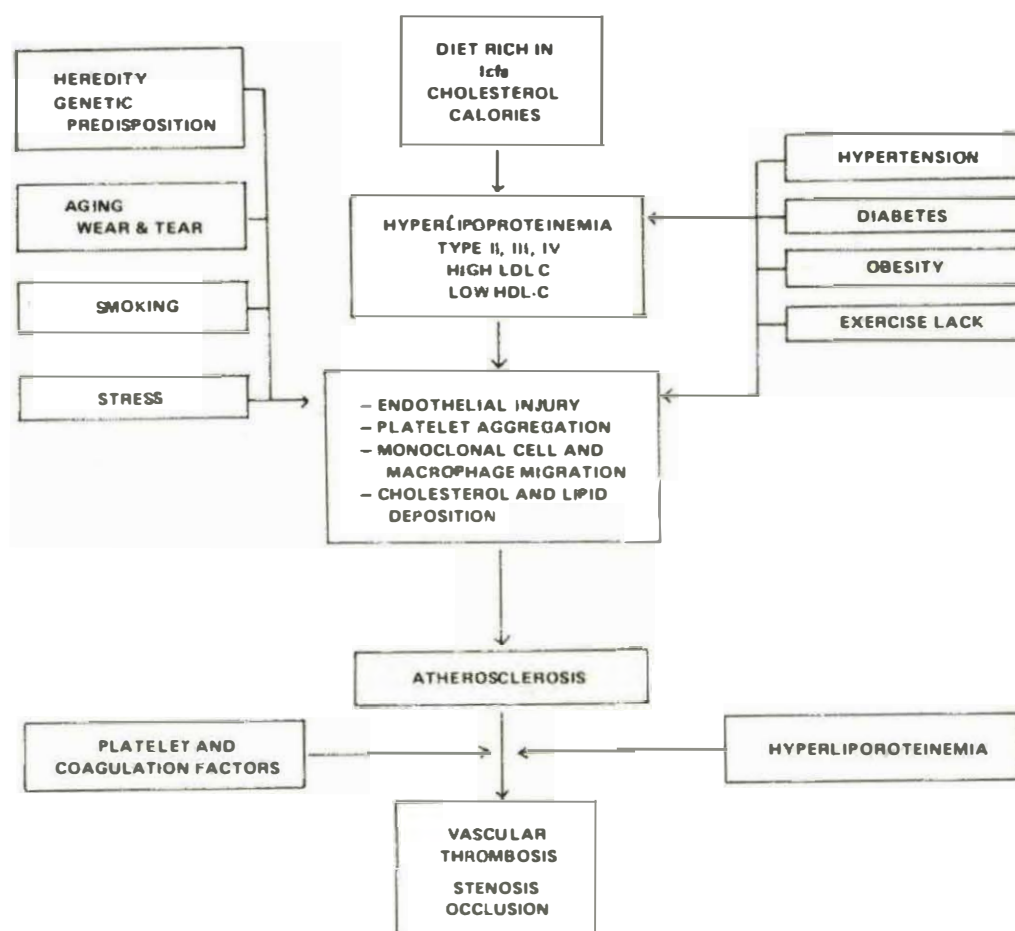 DIET RICH IN
CHOLESTEROL
CALORIES
HEREDITY
GENETIC
PREDISPOSITION
AGING
WEAR & TEAR
SMOKING
STRESS
HYPERLIPOPROTEINEMIA
TYPE II, III, IV
HIGH LDL C
LOW HDL-C
HYPERTENSION
DIABETES
OBESITY
EXERCISE LACK
– ENDOTHELIAL INJURY
– PLATELET AGGREGATION
– MONOCLONAL CELL AND
MACROPHAGE MIGRATION
– CHOLESTEROL AND LIPID
DEPOSITION
ATHEROSCLEROSIS
PLATELET AND
COAGULATION FACTORS
HYPERLIPOROTEINEMIA
VASCULAR
THROMBOSIS
STENOSIS
OCCLUSION